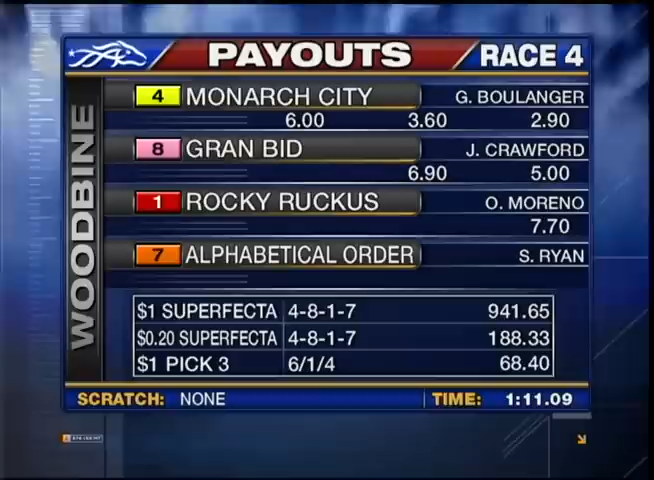 PAYOUTS
RACE 4
WOODBINE
4 MONARCH CITY G. BOULANGER
6.00 3.60 2.90
8 GRAN BID J. CRAWFORD
6.90 5.00
1 ROCKY RUCKUS O. MORENO
7.70
7 ALPHABETICAL ORDER S. RYAN
$1 SUPERFECTA 4-8-1-7 941.65
$0.20 SUPERFECTA 4-8-1-7 188.33
$1 PICK 3 6/1/4 68.40
SCRATCH: NONE TIME: 1:11.09